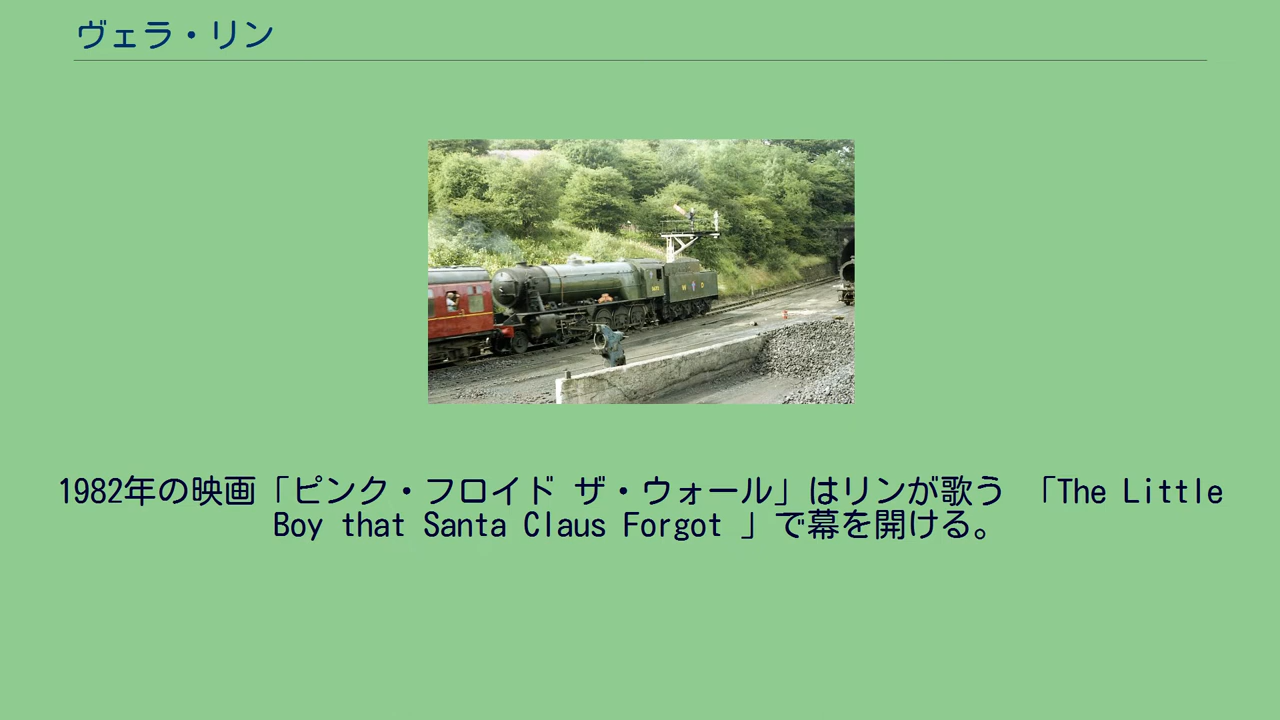 ヴェラ・リン
1982年の映画「ピンク・フロイド ザ・ウォール」はリンが歌う 「The Little
Boy that Santa Claus Forgot 」で幕を開ける。